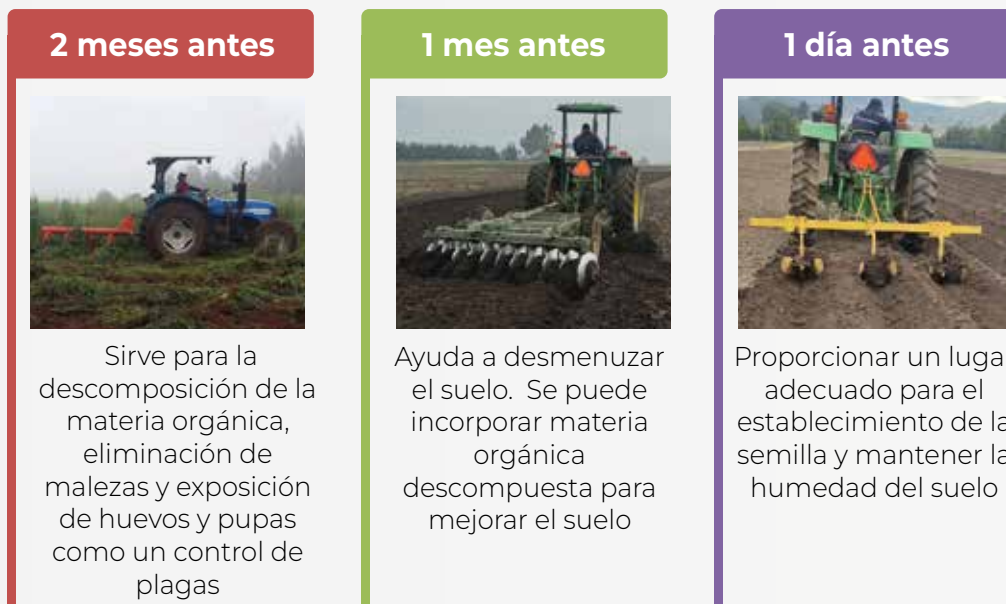 2 meses antes
Sirve para la
descomposición de la
materia orgánica,
eliminación de
malezas y exposición
de huevos y pupas
como un control de
plagas
1 mes antes
Ayuda a desmenuzar
el suelo. Se puede
incorporar materia
orgánica
descompuesta para
mejorar el suelo
1 día antes
Proporcionar un luga
adecuado para el
establecimiento de la
semilla y mantener la
humedad del suelo